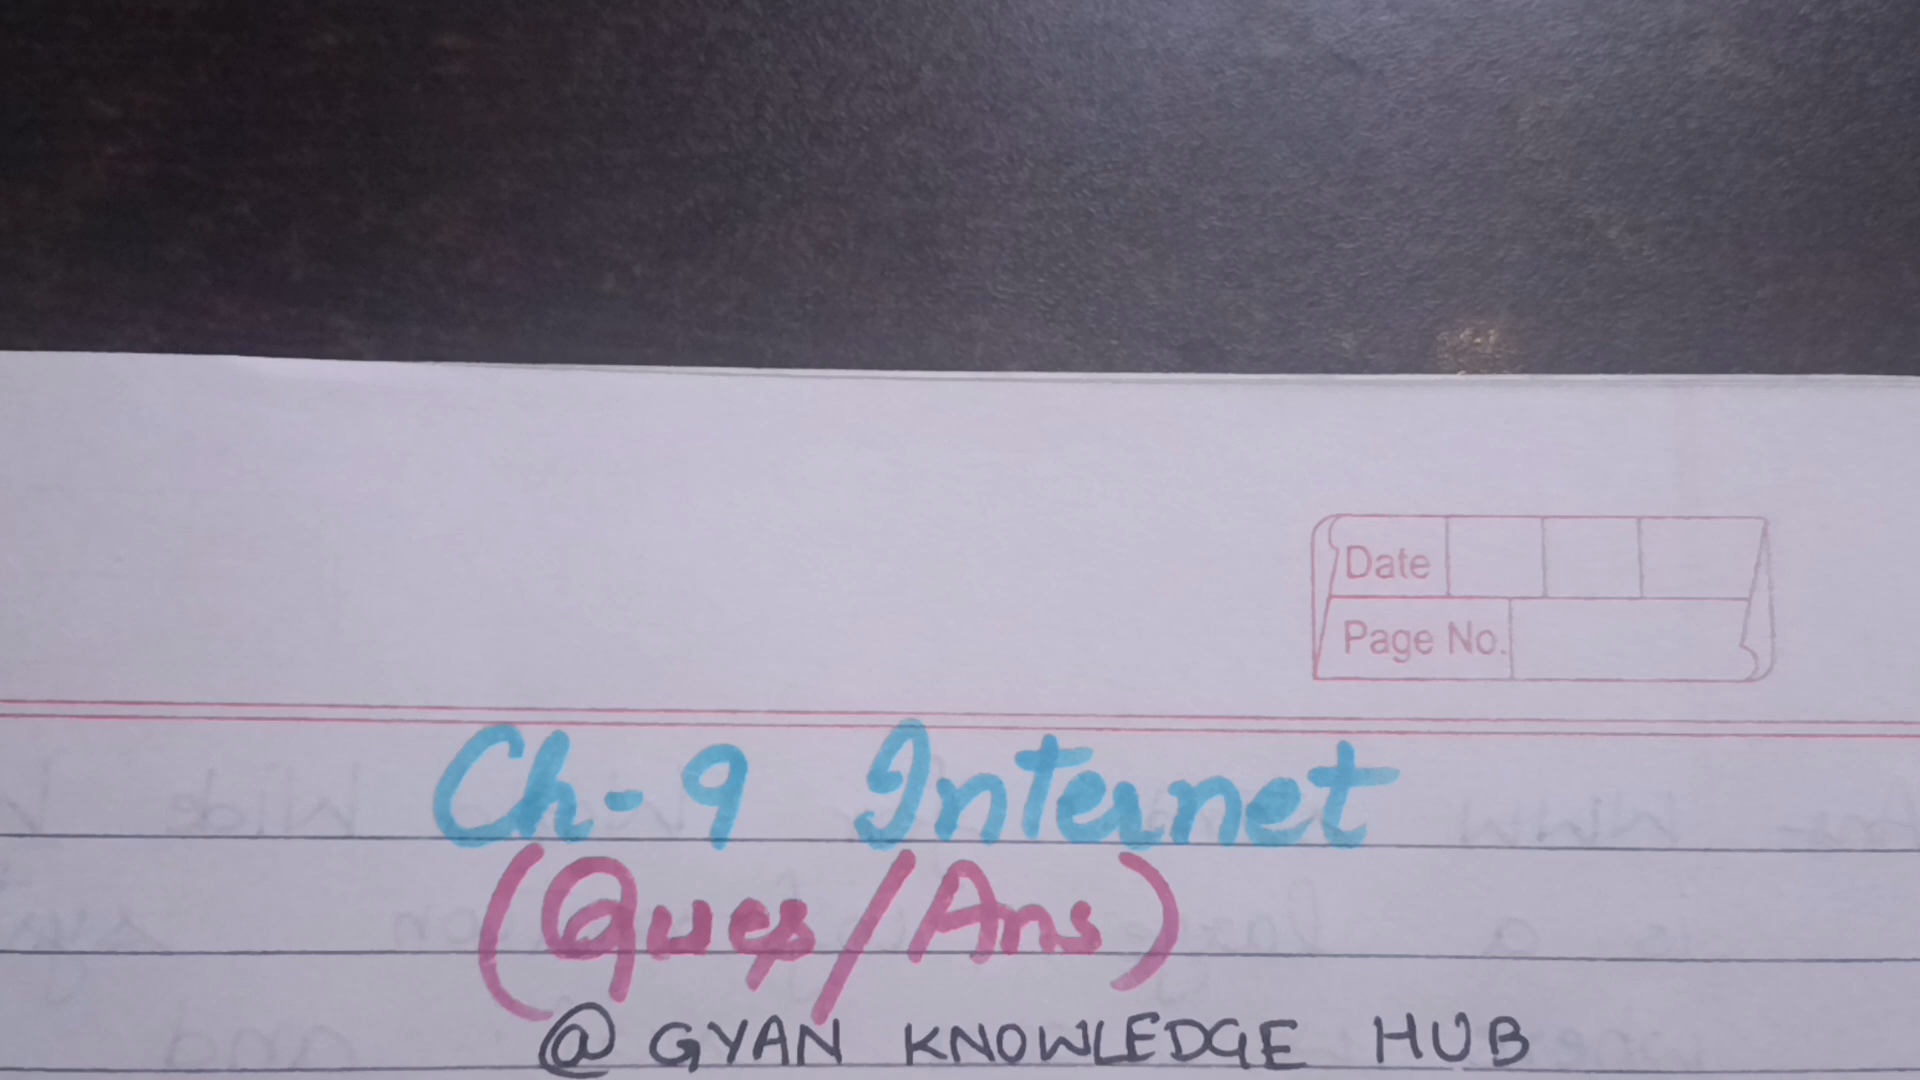 Date
Page No.
Ch-9 Internet
(Ques/Ans)
@ GYAN KNOWLEDGE HUB